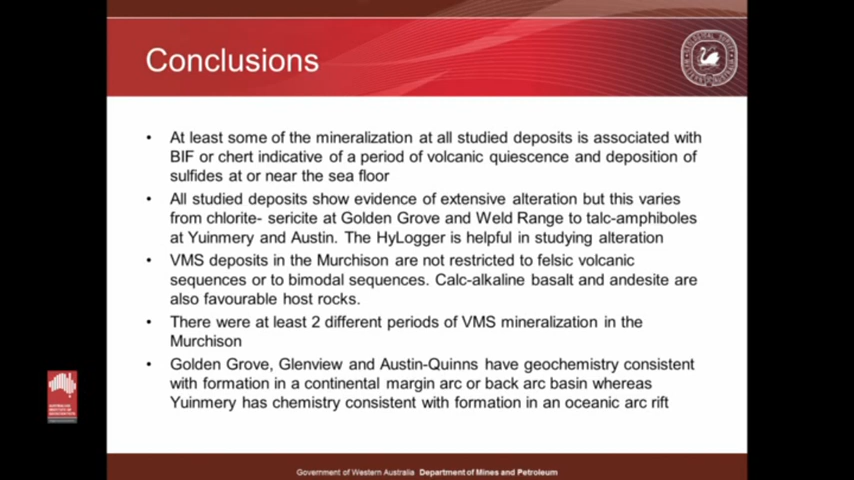 Conclusions
• At least some of the mineralization at all studied deposits is associated with
BIF or chert indicative of a period of volcanic quiescence and deposition of
sulfides at or near the sea floor
• All studied deposits show evidence of extensive alteration but this varies
from chlorite- sericite at Golden Grove and Weld Range to talc-amphiboles
at Yuinmery and Austin. The HyLogger is helpful in studying alteration
• VMS deposits in the Murchison are not restricted to felsic volcanic
sequences or to bimodal sequences. Calc-alkaline basalt and andesite are
also favourable host rocks.
• There were at least 2 different periods of VMS mineralization in the
Murchison
• Golden Grove, Glenview and Austin-Quinns have geochemistry consistent
with formation in a continental margin arc or back arc basin whereas
Yuinmery has chemistry consistent with formation in an oceanic arc rift
Government of Western Australia Department of Mines and Petroleum